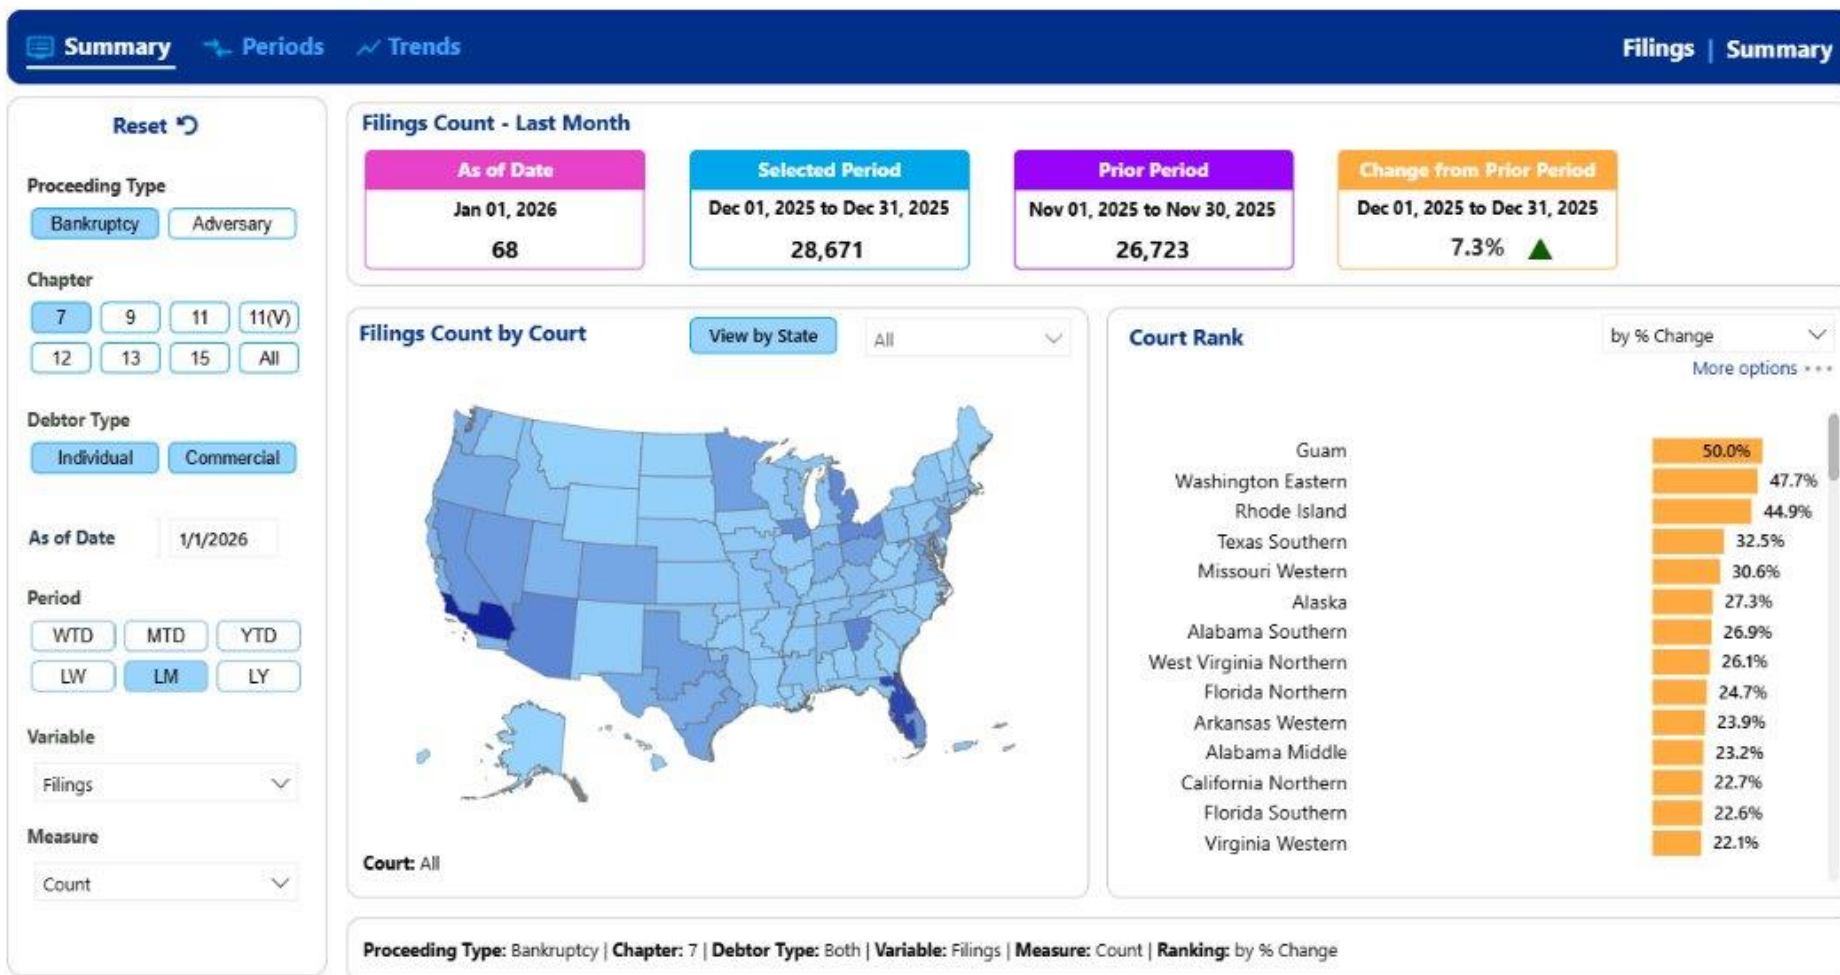 Summary Periods Trends Filings | Summary
Reset
Proceeding Type
Bankruptcy Adversary
Chapter
7 9 11 11(V)
12 13 15 All
Debtor Type
Individual Commercial
As of Date 1/1/2026
Period
WTD MTD YTD
LW LM LY
Variable
Filings
Measure
Count
Filings Count - Last Month
As of Date
Jan 01, 2026
68
Selected Period
Dec 01, 2025 to Dec 31, 2025
28,671
Prior Period
Nov 01, 2025 to Nov 30, 2025
26,723
Change from Prior Period
Dec 01, 2025 to Dec 31, 2025
7.3%
Filings Count by Court View by State All
Court: All
Court Rank by % Change
More options
Guam 50.0%
Washington Eastern 47.7%
Rhode Island 44.9%
Texas Southern 32.5%
Missouri Western 30.6%
Alaska 27.3%
Alabama Southern 26.9%
West Virginia Northern 26.1%
Florida Northern 24.7%
Arkansas Western 23.9%
Alabama Middle 23.2%
California Northern 22.7%
Florida Southern 22.6%
Virginia Western 22.1%
Proceeding Type: Bankruptcy | Chapter: 7 | Debtor Type: Both | Variable: Filings | Measure: Count | Ranking: by % Change